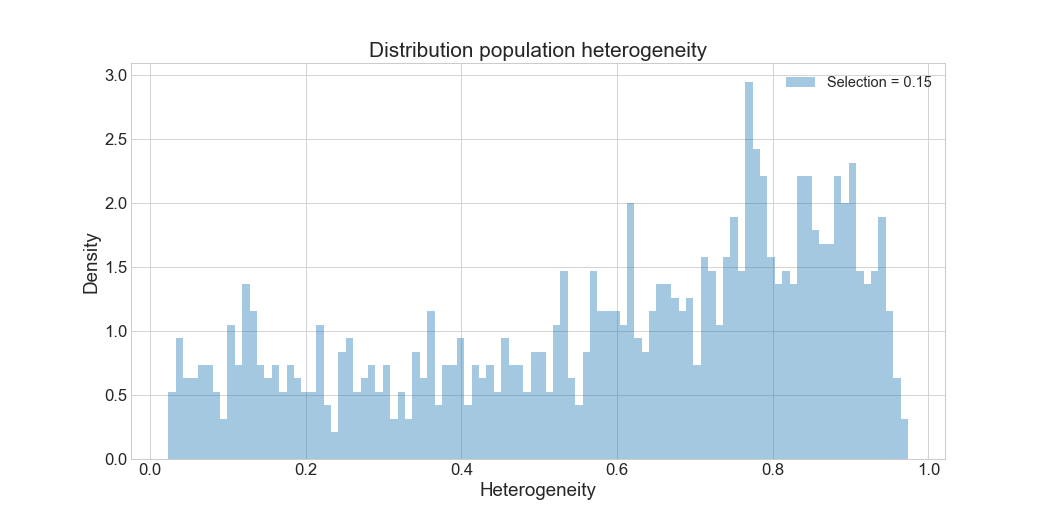 Distribution population heterogeneity
Selection = 0.15
3.0
2.5
2.0
1.5
1.0
0.5
0.0
Density
0.0 0.2 0.4 0.6 0.8 1.0
Heterogeneity